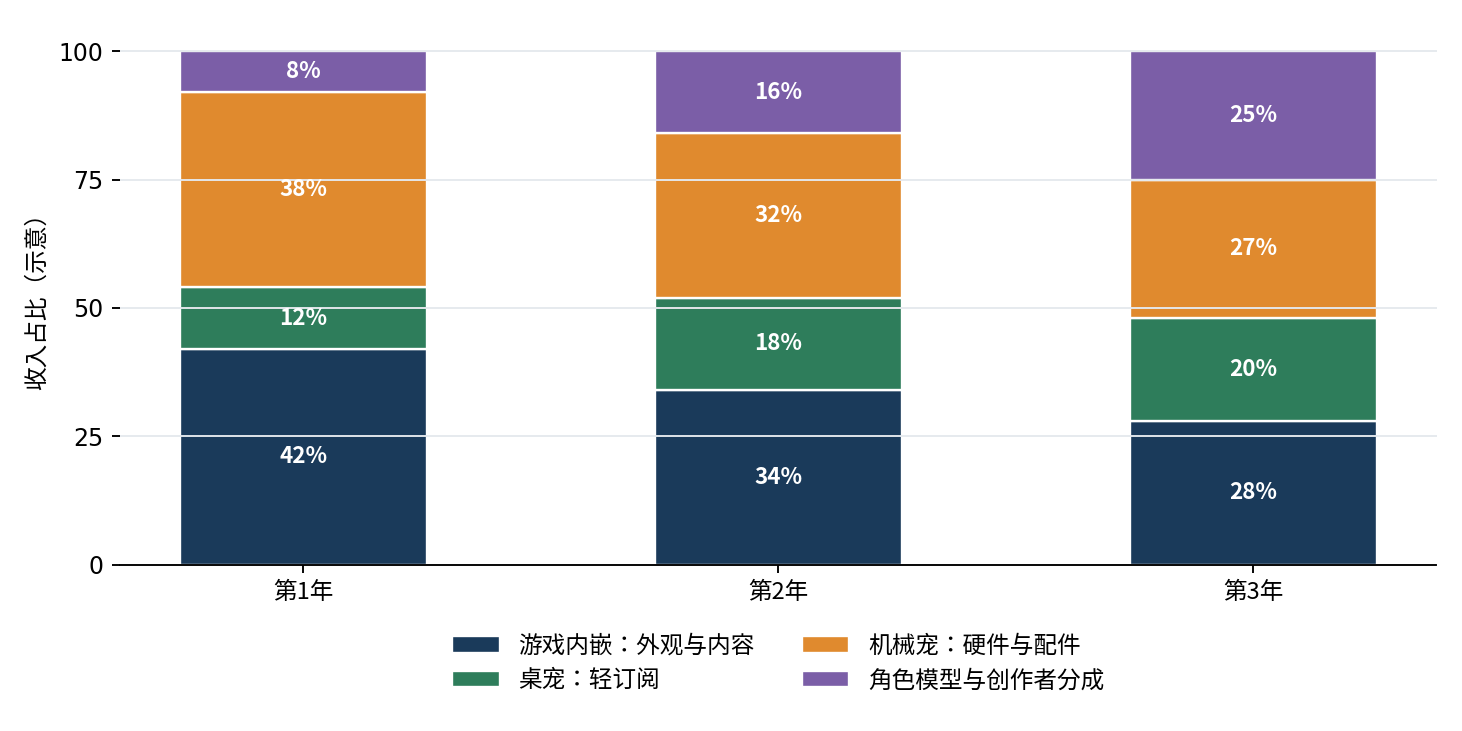 收入占比（示意）
100
75
50
25
0
8%
38%
12%
42%
16%
32%
18%
34%
25%
27%
20%
28%
第1年
第2年
第3年
游戏内嵌：外观与内容
桌宠：轻订阅
机械宠：硬件与配件
角色模型与创作者分成